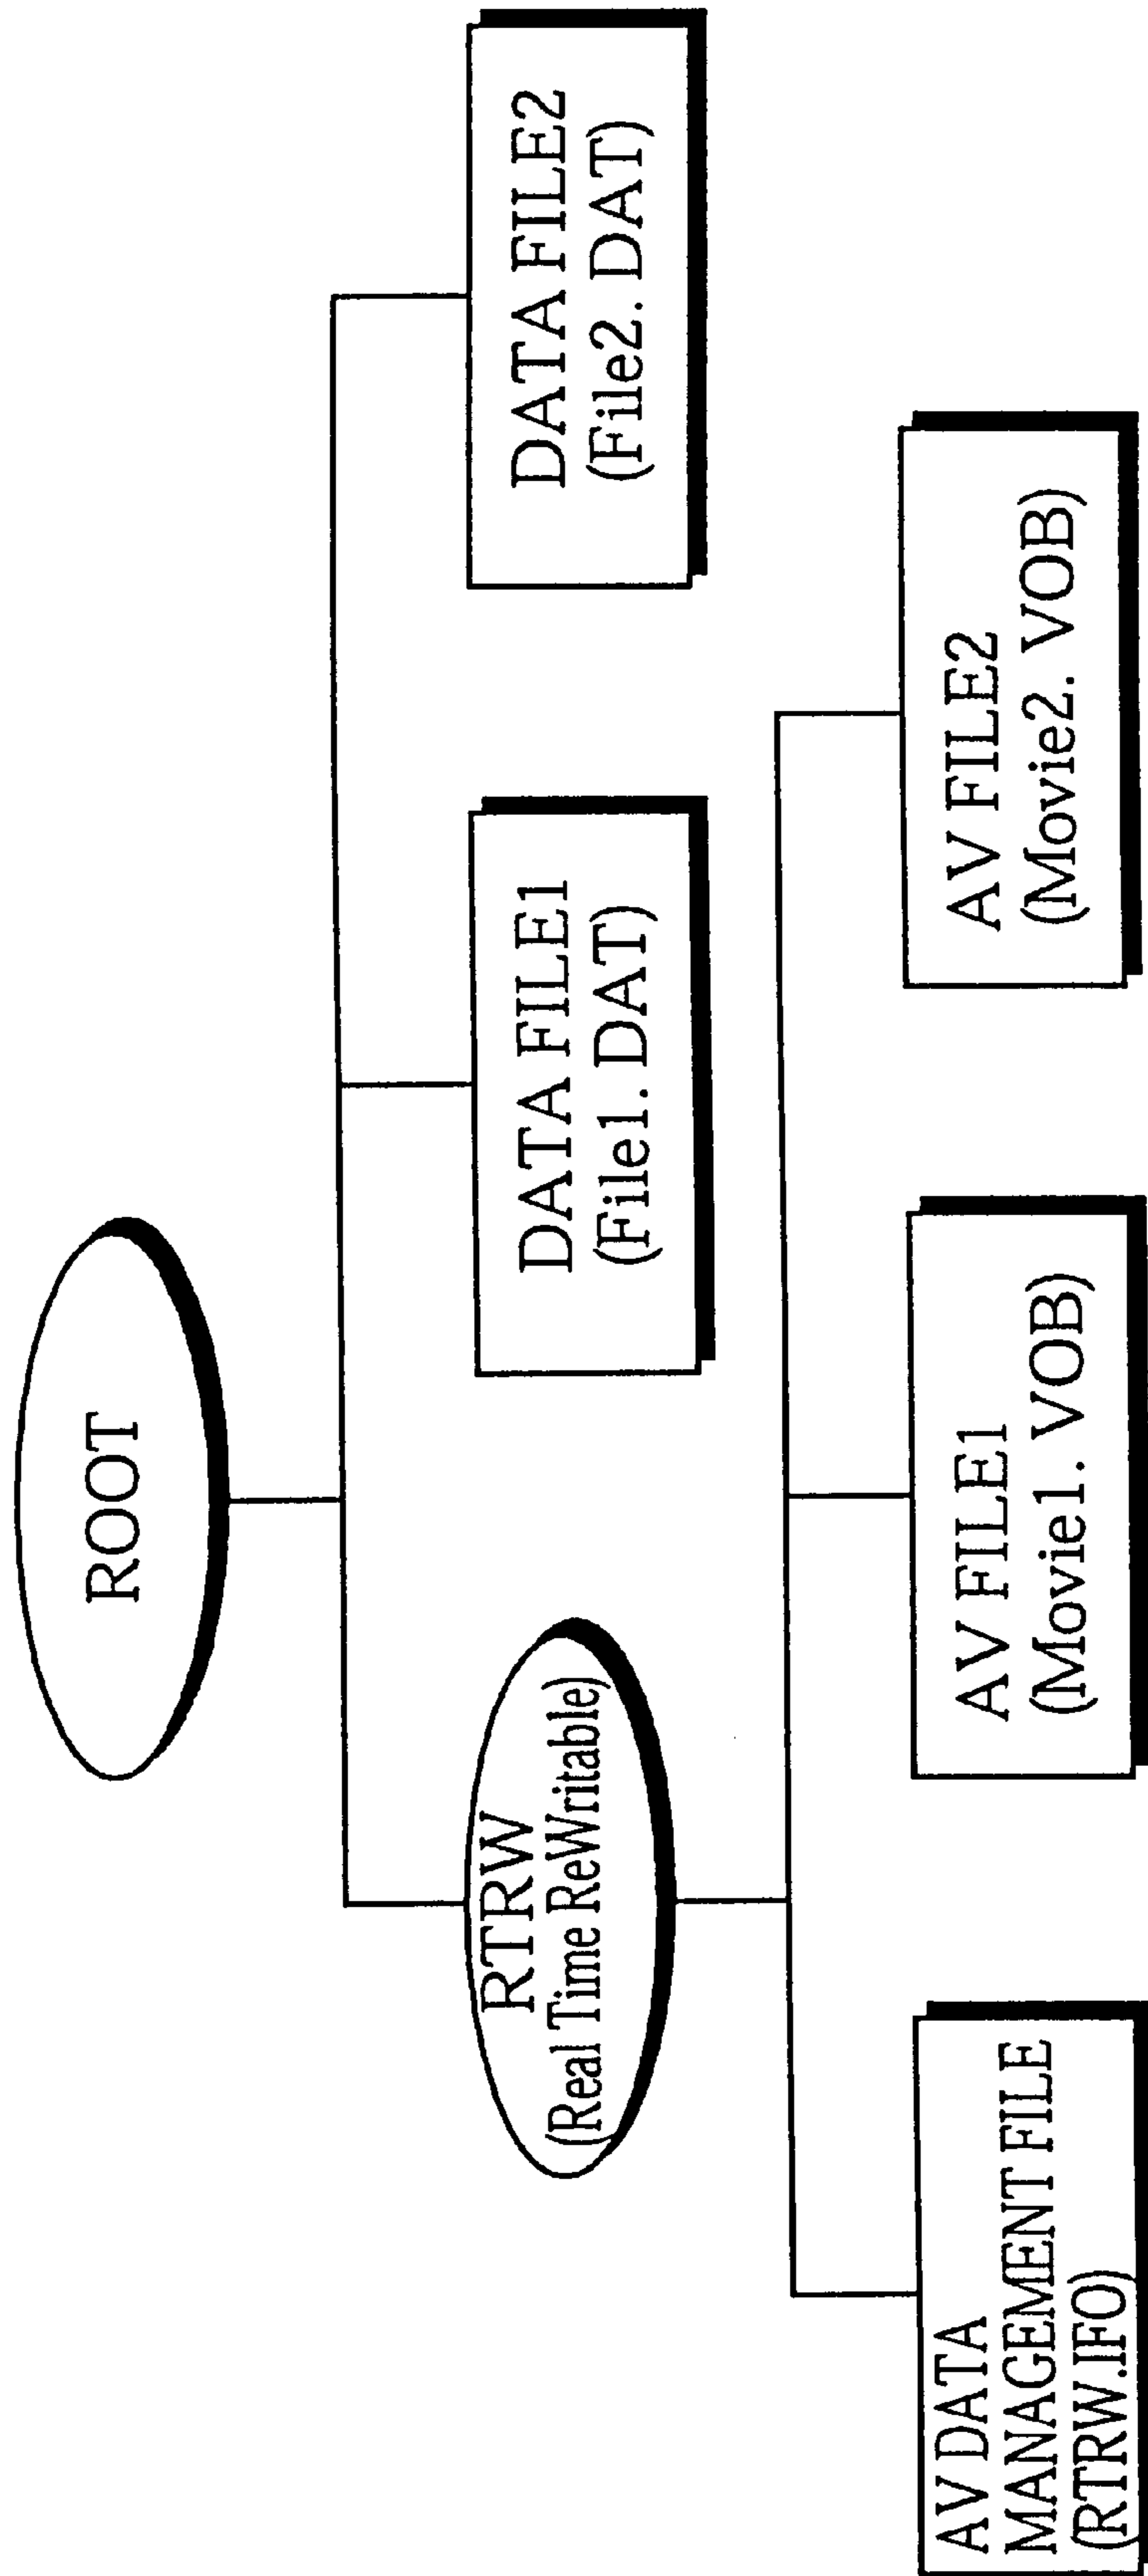 ROOT
RTRW
(Real Time ReWritable)
DATA FILE1
(File1. DAT)
DATA FILE2
(File2. DAT)
AV DATA
MANAGEMENT FILE
(RTRW.IFO)
AV FILE1
(Movie1. VOB)
AV FILE2
(Movie2. VOB)